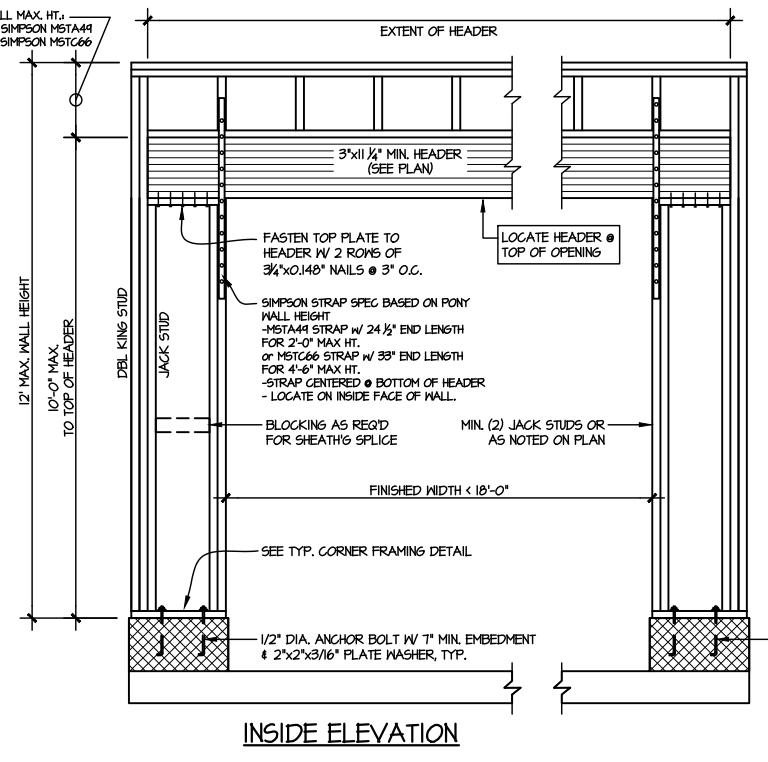 LL MAX. HT.:
SIMPSON MSTA49
SIMPSON MSTC66
EXTENT OF HEADER
3"x11 1/4" MIN. HEADER
(SEE PLAN)
FASTEN TOP PLATE TO
HEADER W/ 2 ROWS OF
3 1/4"x0.148" NAILS @ 3" O.C.
LOCATE HEADER @
TOP OF OPENING
SIMPSON STRAP SPEC BASED ON PONY
WALL HEIGHT
-MSTA49 STRAP W/ 24 1/2" END LENGTH
FOR 2'-0" MAX HT.
or MSTC66 STRAP W/ 33" END LENGTH
FOR 4'-6" MAX HT.
-STRAP CENTERED @ BOTTOM OF HEADER
- LOCATE ON INSIDE FACE OF WALL.
12' MAX. WALL HEIGHT
10'-0" MAX.
TO TOP OF HEADER
DBL KING STUD
JACK STUD
BLOCKING AS REQ'D
FOR SHEATH'G SPLICE
MIN. (2) JACK STUDS OR
AS NOTED ON PLAN
FINISHED WIDTH < 18'-0"
SEE TYP. CORNER FRAMING DETAIL
1/2" DIA. ANCHOR BOLT W/ 7" MIN. EMBEDMENT
& 2"x2"x3/16" PLATE WASHER, TYP.
INSIDE ELEVATION